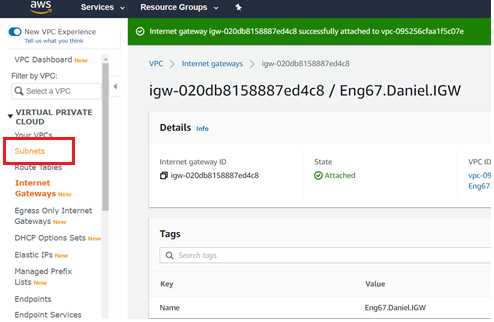 aws
Services
Resource Groups
New VPC Experience
Tell us what you think
VPC Dashboard New
Filter by VPC:
Select a VPC
VIRTUAL PRIVATE
CLOUD
Your VPCs
Subnets
Route Tables
Internet
Gateways New
Egress Only Internet
Gateways New
DHCP Options Sets New
Elastic IPs New
Managed Prefix
Lists New
Endpoints
Endpoint Services
Internet gateway igw-020db8158887ed4c8 successfully attached to vpc-095256cfaa1f5c07e
VPC > Internet gateways > igw-020db8158887ed4c8
igw-020db8158887ed4c8 / Eng67.Daniel.IGW
Details Info
Internet gateway ID
igw-020db8158887ed4c8
State
Attached
VPC ID
vpc-09
Eng67.
Tags
Search tags
Key Value
Name Eng67.Daniel.IGW